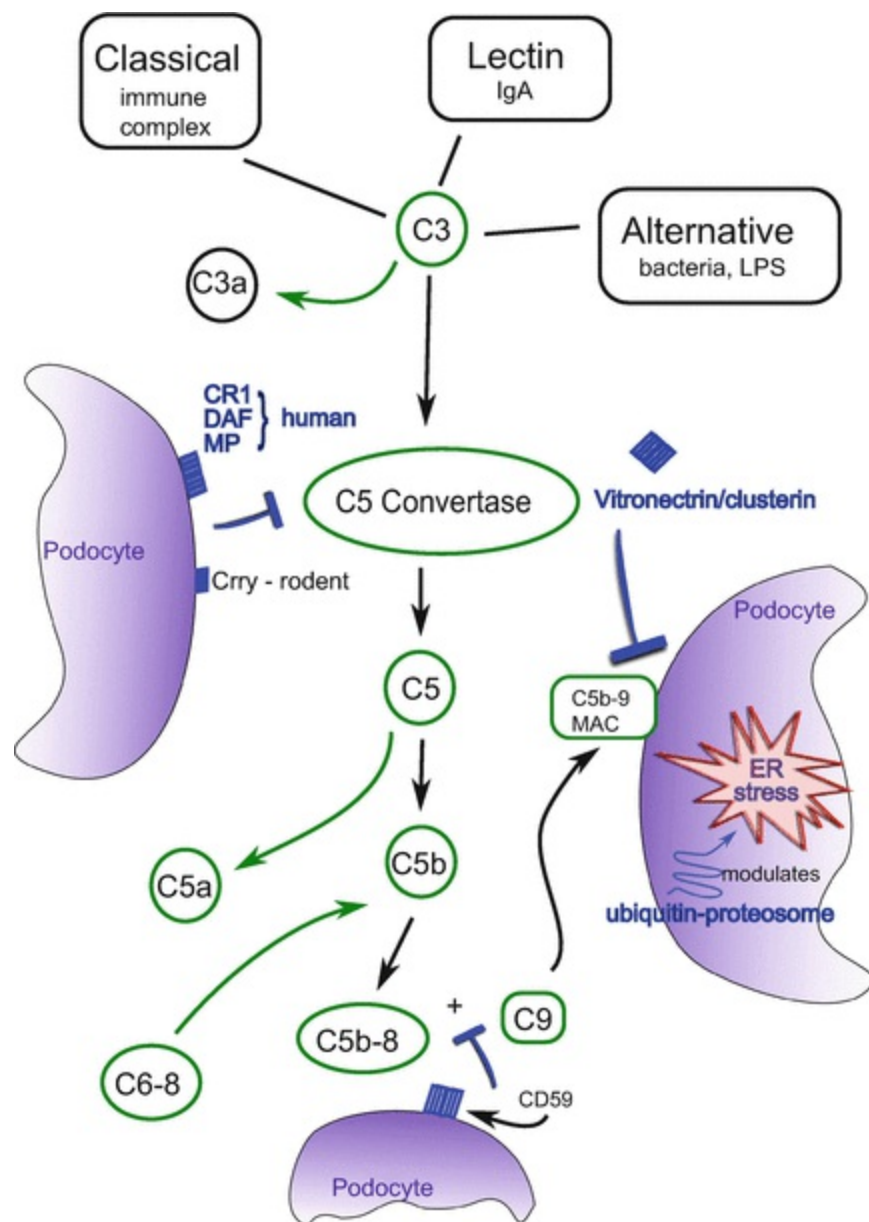 Classical
immune
complex
Lectin
IgA
C3
Alternative
bacteria, LPS
C3a
CR1
DAF
MP
} human
C5 Convertase
Vitronectrin/clusterin
Podocyte
Crry - rodent
Podocyte
C5
C5b-9
MAC
ER
stress
C5b
C5a
modulates
ubiquitin-proteosome
+
C9
C5b-8
C6-8
CD59
Podocyte